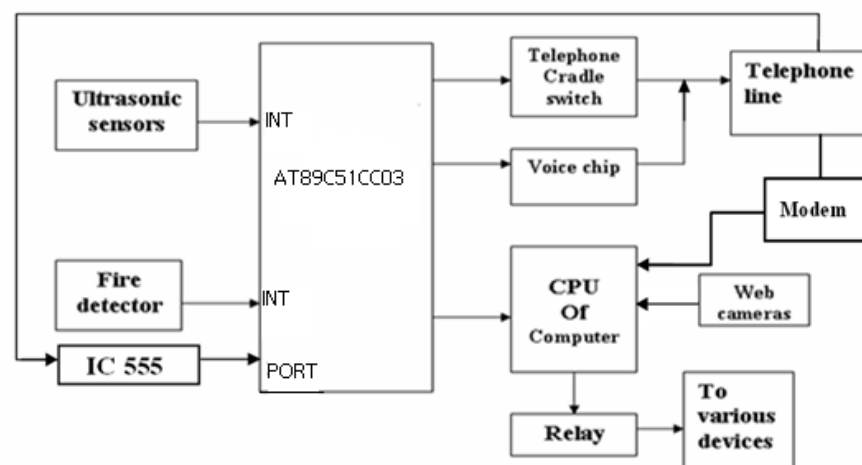 Ultrasonic
sensors
INT
AT89C51CC03
Fire
detector
INT
IC 555
PORT
Telephone
Cradle
switch
Voice chip
Telephone
line
Modem
CPU
Of
Computer
Web
cameras
Relay
To
various
devices